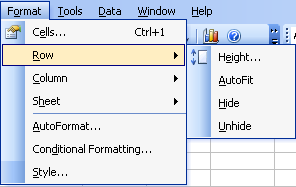 Format Tools Data Window Help
Cells... Ctrl+1
Row
Column
Sheet
AutoFormat...
Conditional Formatting...
Style...
Height...
AutoFit
Hide
Unhide